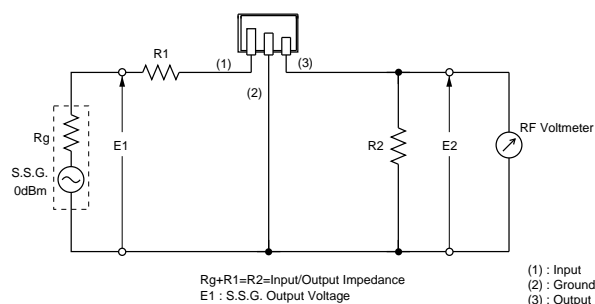 R1
(1)
(3)
(2)
Rg
S.S.G.
0dBm
E1
R2
E2
RF Voltmeter
Rg+R1=R2=Input/Output Impedance
E1 : S.S.G. Output Voltage
(1) : Input
(2) : Ground
(3) : Output